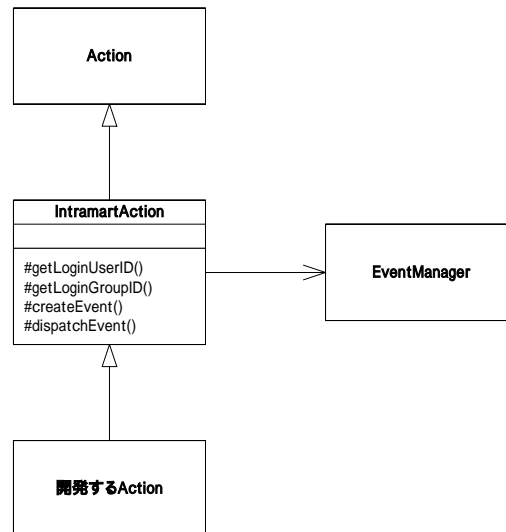 Action
IntramartAction
#getLoginUserID()
#getLoginGroupID()
#createEvent()
#dispatchEvent()
EventManager
開発するAction